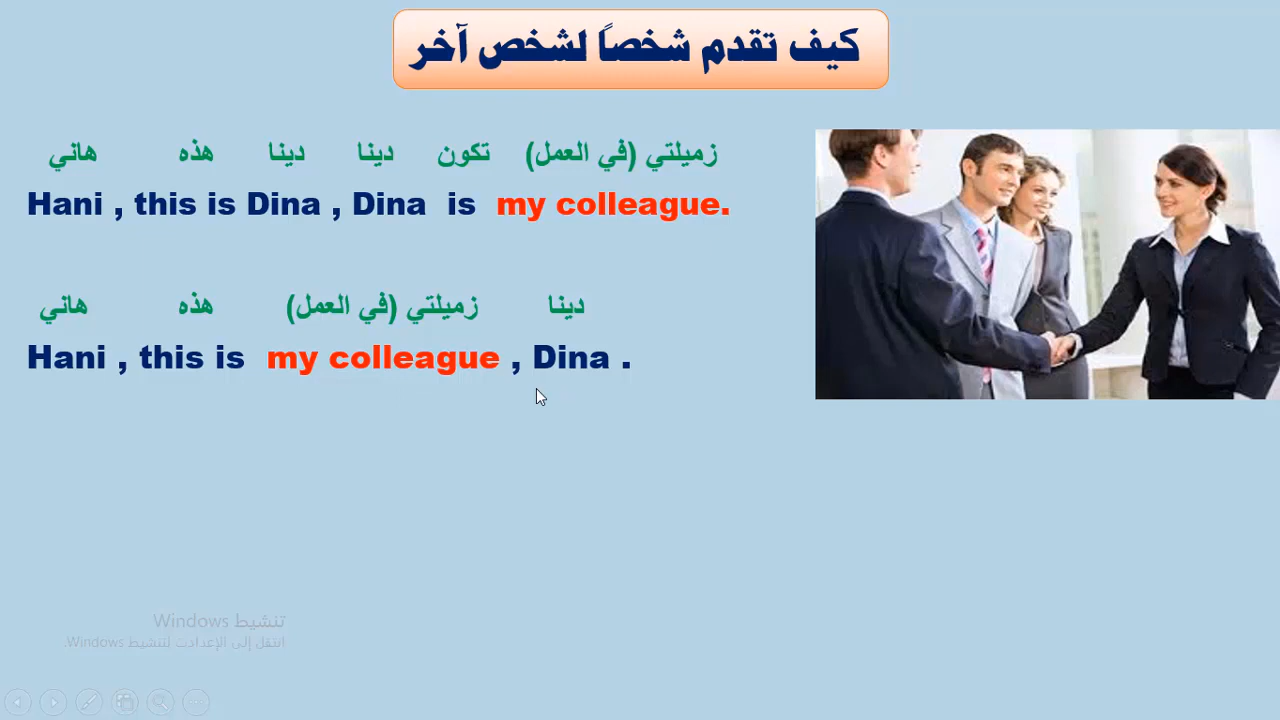 كيف تقدم شخصاً لشخص آخر
هاني هذه دينا دينا تكون زميلتي (في العمل)
Hani , this is Dina , Dina is my colleague.
هاني هذه زميلتي (في العمل) دينا
Hani , this is my colleague , Dina .
تنشيط Windows
انتقل إلى الإعدادت لتنشيط Windows.